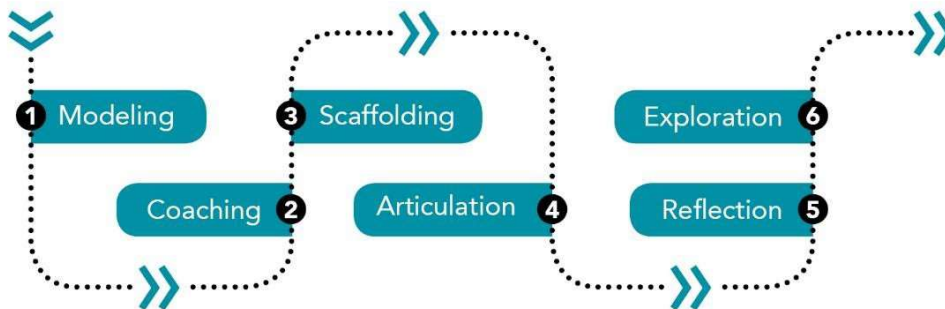 1 Modeling
Coaching 2
3 Scaffolding
Articulation 4
Reflection 5
Exploration 6